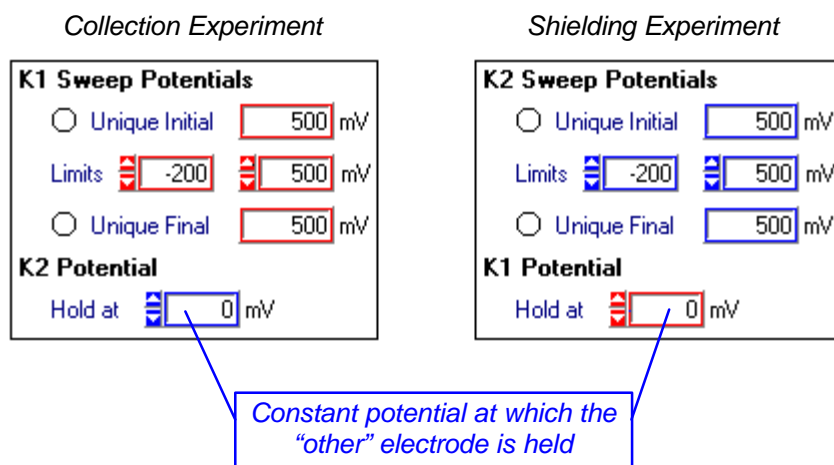 Collection Experiment
K1 Sweep Potentials
Unique Initial 500 mV
Limits -200 500 mV
Unique Final 500 mV
K2 Potential
Hold at 0 mV
Shielding Experiment
K2 Sweep Potentials
Unique Initial 500 mV
Limits -200 500 mV
Unique Final 500 mV
K1 Potential
Hold at 0 mV
Constant potential at which the
“other” electrode is held